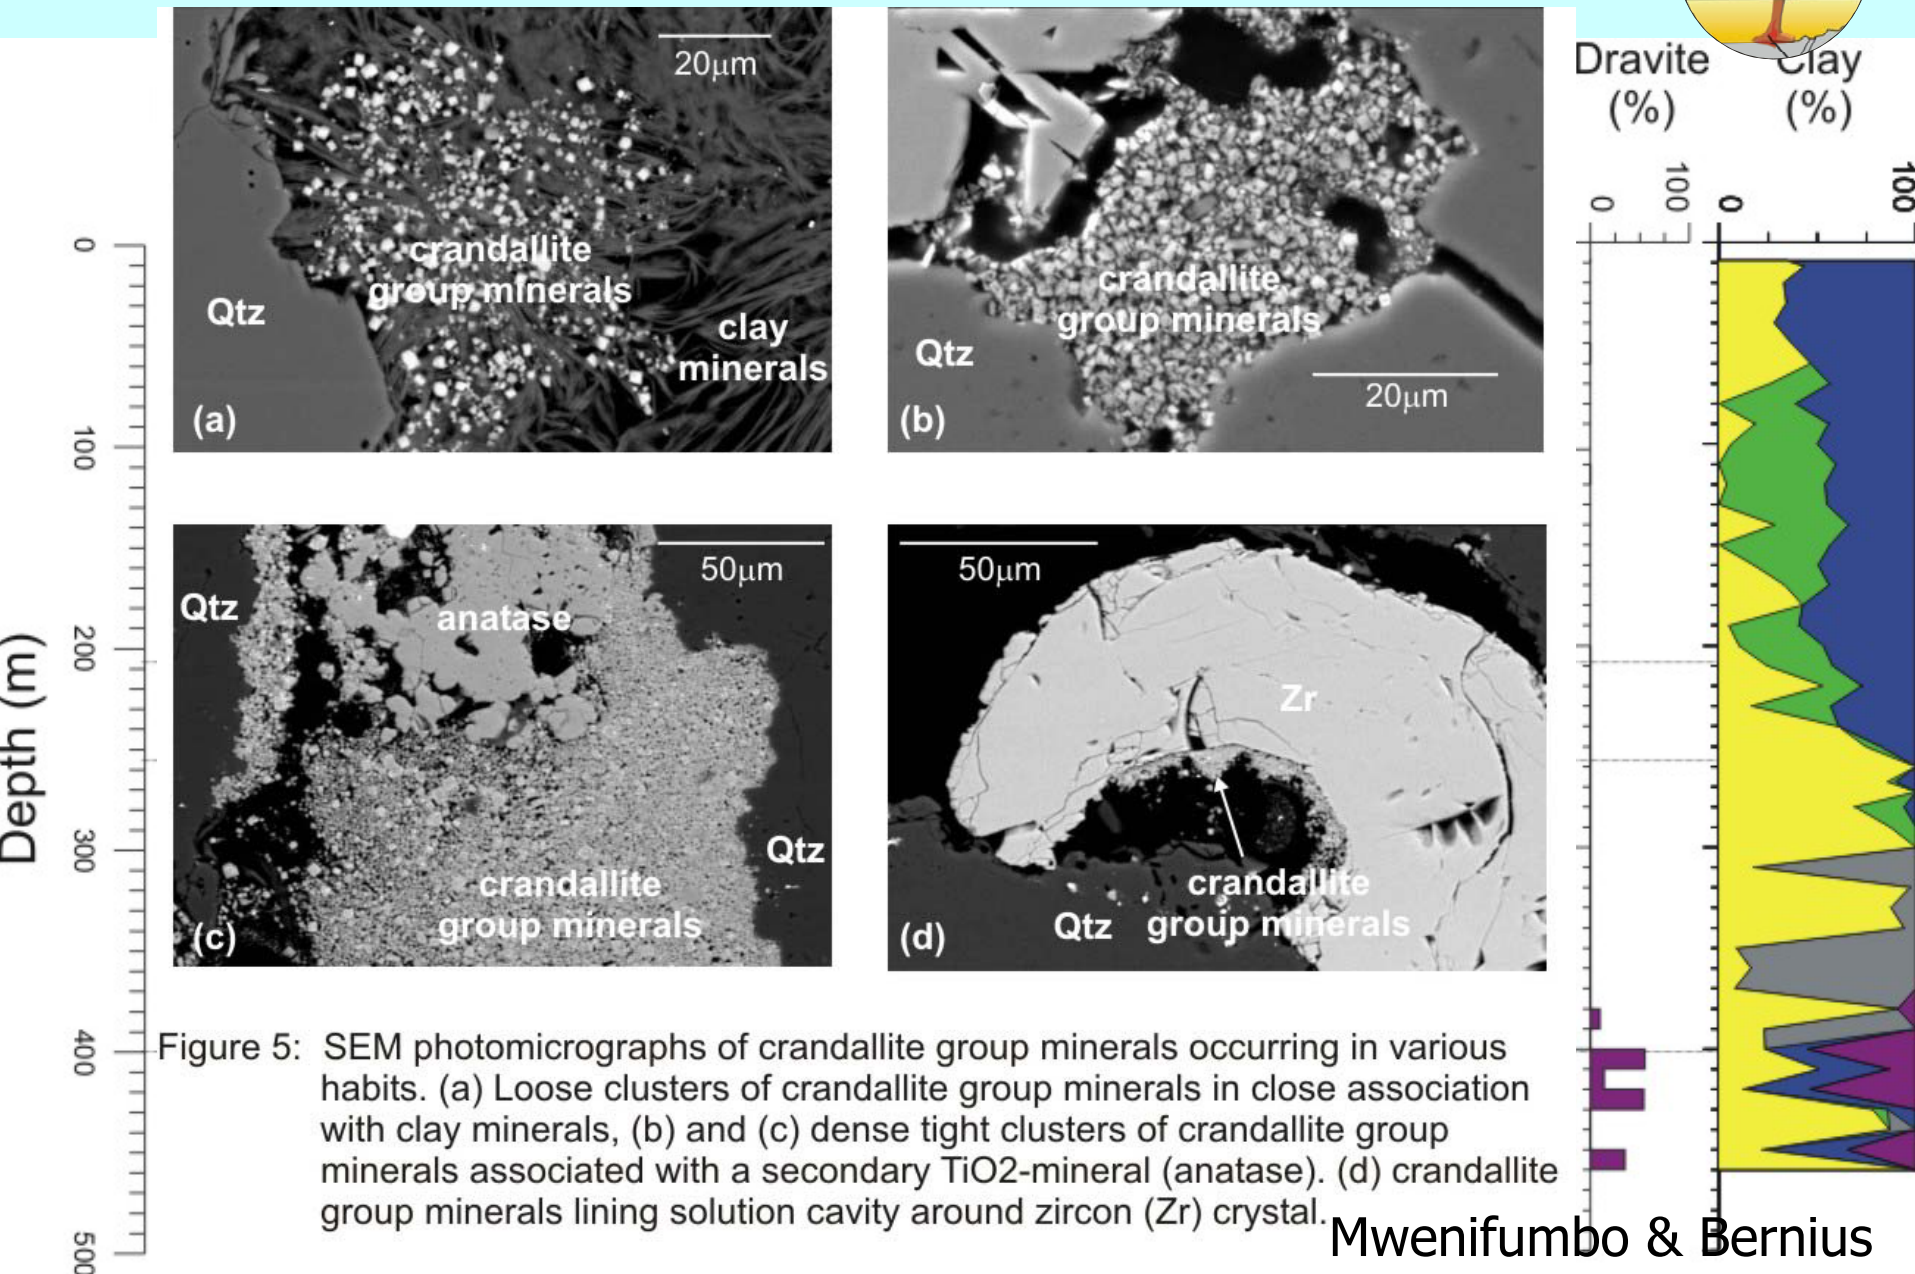 20μm
crandallite
group minerals
Qtz
clay
minerals
(a)
crandallite
group minerals
Qtz
20μm
(b)
50μm
Qtz
anatase
Qtz
crandallite
group minerals
(c)
50μm
Zr
crandallite
group minerals
Qtz
(d)
Dravite
(%)
Clay
(%)
0
100
0
100
Depth (m)
0
100
200
300
400
500
Figure 5: SEM photomicrographs of crandallite group minerals occurring in various
habits. (a) Loose clusters of crandallite group minerals in close association
with clay minerals, (b) and (c) dense tight clusters of crandallite group
minerals associated with a secondary TiO2-mineral (anatase). (d) crandallite
group minerals lining solution cavity around zircon (Zr) crystal.
Mwenifumbo & Bernius